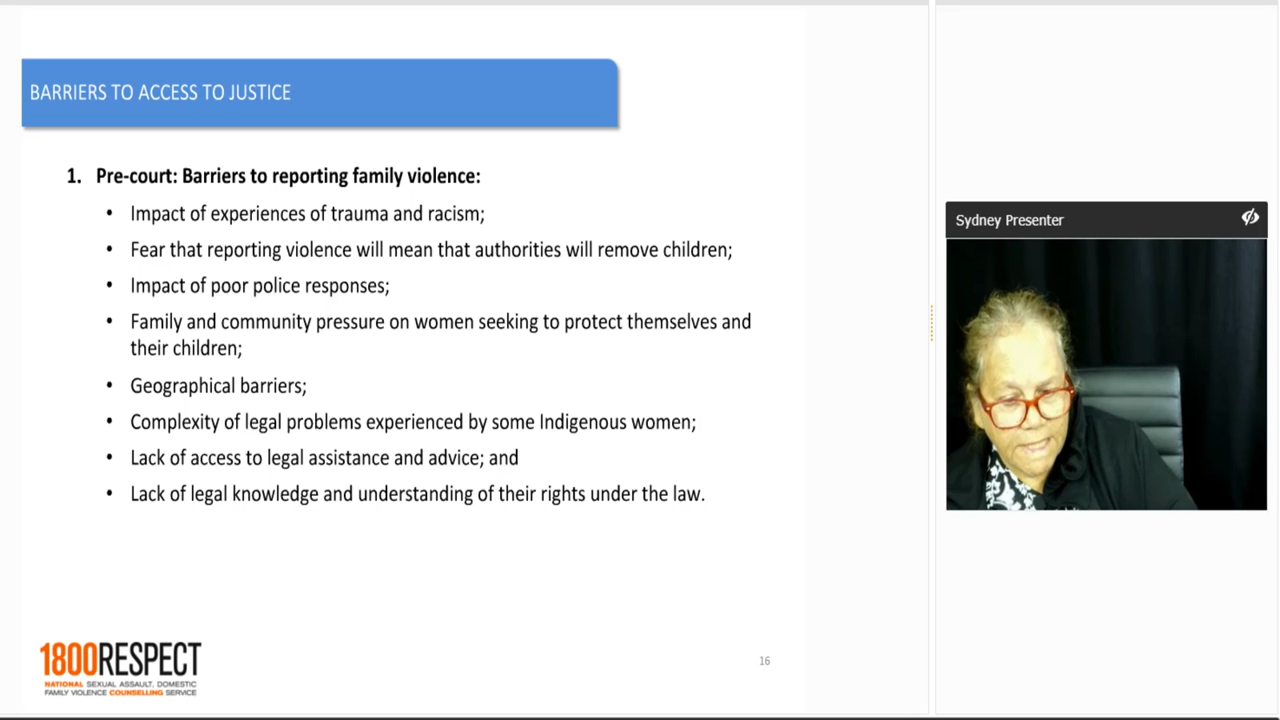 BARRIERS TO ACCESS TO JUSTICE
1. Pre-court: Barriers to reporting family violence:
• Impact of experiences of trauma and racism;
• Fear that reporting violence will mean that authorities will remove children;
• Impact of poor police responses;
• Family and community pressure on women seeking to protect themselves and
their children;
• Geographical barriers;
• Complexity of legal problems experienced by some Indigenous women;
• Lack of access to legal assistance and advice; and
• Lack of legal knowledge and understanding of their rights under the law.
1800RESPECT
NATIONAL SEXUAL ASSAULT, DOMESTIC
FAMILY VIOLENCE COUNSELLING SERVICE
16
Sydney Presenter